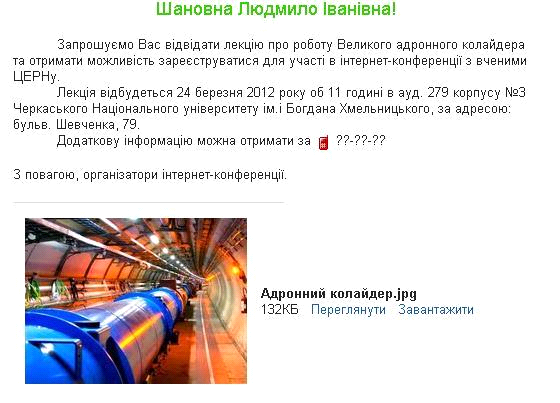 Шановна Людмило Іванівна!
Запрошуємо Вас відвідати лекцію про роботу Великого адронного колайдера
та отримати можливість зареєструватися для участі в інтернет-конференції з вченими
ЦЕРНу.
Лекція відбудеться 24 березня 2012 року об 11 годині в ауд. 279 корпусу №3
Черкаського Національного університету ім.і Богдана Хмельницького, за адресою:
бульв. Шевченка, 79.
Додаткову інформацію можна отримати за ??-??-??
З повагою, організатори інтернет-конференції.
Адронний колайдер.jpg
132КБ Переглянути Завантажити